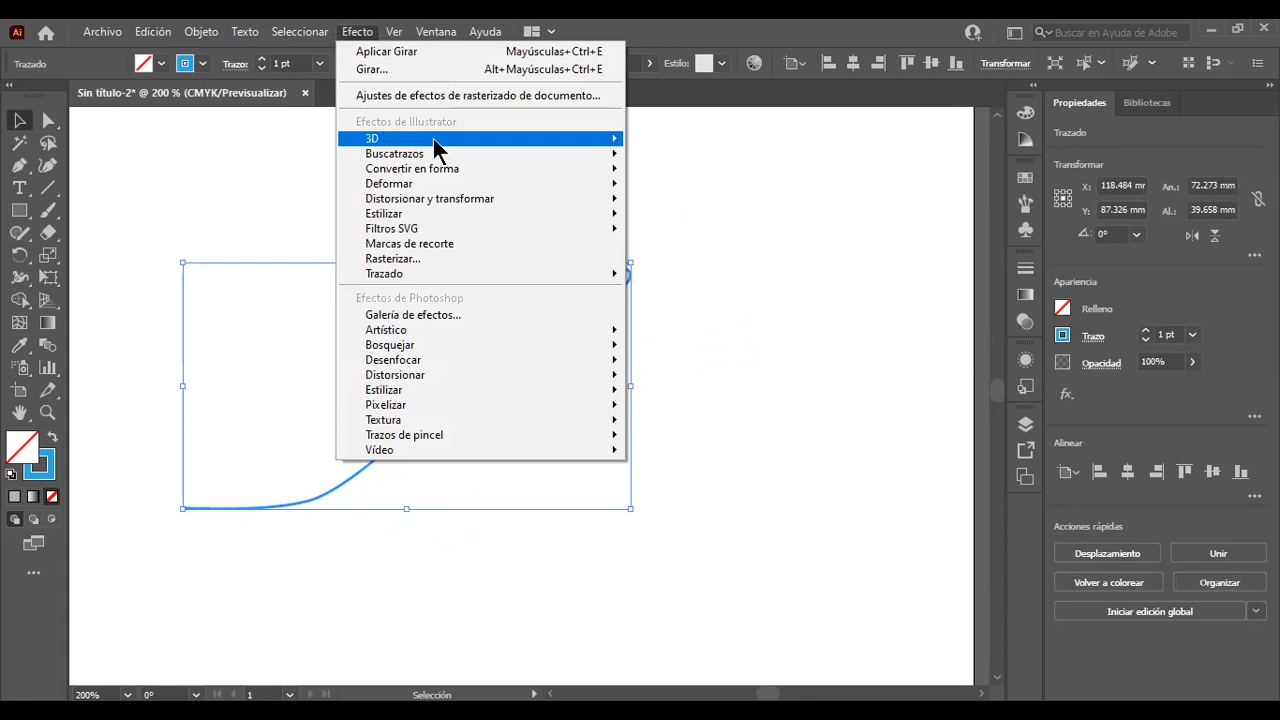 Ai Archivo Edición Objeto Texto Seleccionar Efecto Ver Ventana Ayuda Buscar en Ayuda de Adobe
Trazado Trazo: 1 pt Estilo: Transformar
Sin título-2* @ 200 % (CMYK/Previsualizar) ×
Aplicar Girar Mayúsculas+Ctrl+E
Girar... Alt+Mayúsculas+Ctrl+E
Ajustes de efectos de rasterizado de documento...
Efectos de Illustrator
3D
Buscatrazos
Convertir en forma
Deformar
Distorsionar y transformar
Estilizar
Filtros SVG
Marcas de recorte
Rasterizar...
Trazado
Efectos de Photoshop
Galería de efectos...
Artístico
Bosquejar
Desenfocar
Distorsionar
Estilizar
Pixelizar
Textura
Trazos de pincel
Vídeo
Propiedades Bibliotecas
Trazado
Transformar
X: 118.484 mr An.: 72.273 mm
Y: 87.326 mm Al.: 39.658 mm
0°
Apariencia
Relleno
Trazo 1 pt
Opacidad 100%
fx.
Alinear
Acciones rápidas
Desplazamiento Unir
Volver a colorear Organizar
Iniciar edición global
200% 0° 1 Selección